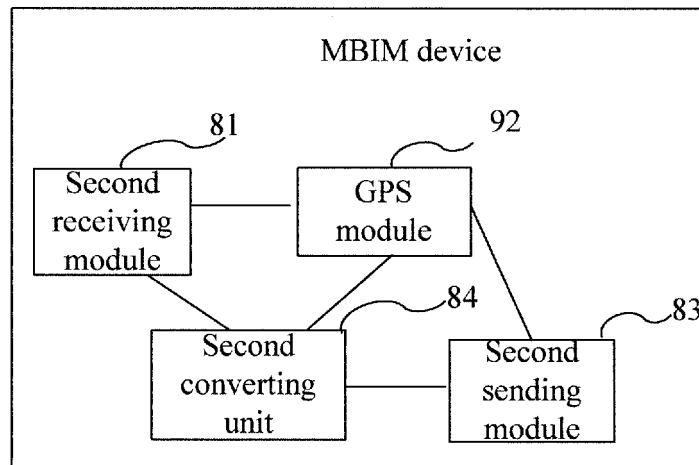 MBIM device
81
92
Second
receiving
module
GPS
module
84
83
Second
converting
unit
Second
sending
module